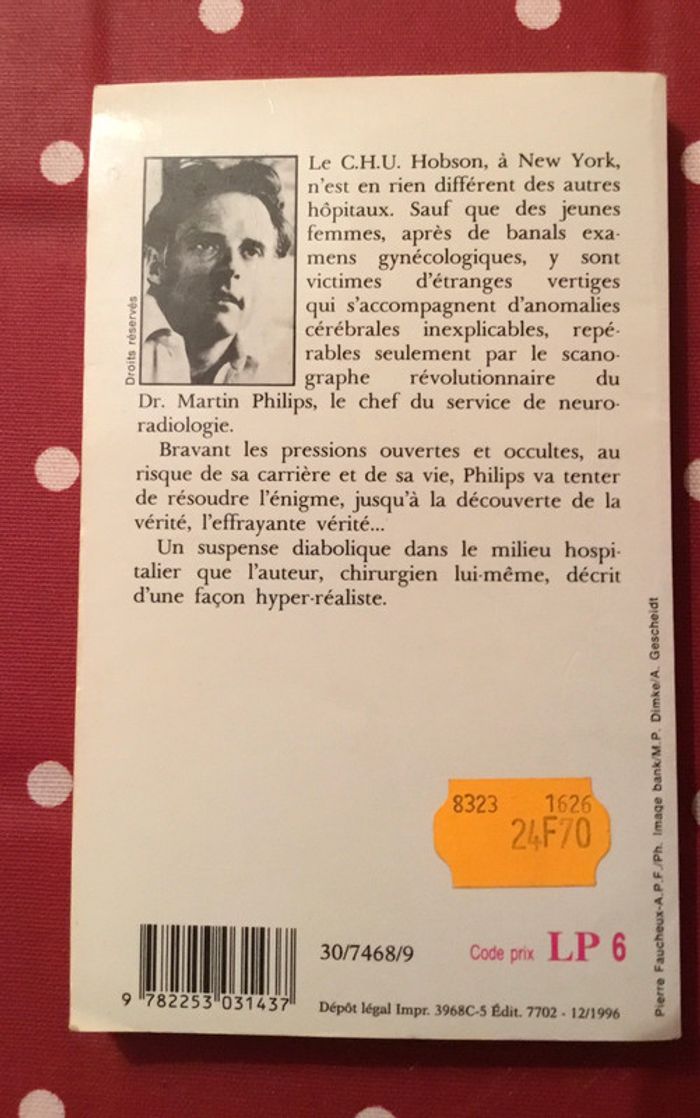 Le C.H.U. Hobson, à New York,
n'est en rien différent des autres
hôpitaux. Sauf que des jeunes
femmes, après de banals exa-
mens gynécologiques, y sont
victimes d'étranges vertiges
qui s'accompagnent d'anomalies
cérébrales inexplicables, repé-
rables seulement par le scano-
graphe révolutionnaire du
Dr. Martin Philips, le chef du service de neuro-
radiologie.
Bravant les pressions ouvertes et occultes, au
risque de sa carrière et de sa vie, Philips va tenter
de résoudre l'énigme, jusqu'à la découverte de la
vérité, l'effrayante vérité...
Un suspense diabolique dans le milieu hospi-
talier que l'auteur, chirurgien lui-même, décrit
d'une façon hyper-réaliste.
Droits réservés
Pierre Faucheux-A.P.F./Ph. Image bank/M.P. Dimke/A. Gescheidt
8323 1626
24F70
30/7468/9
Code prix LP 6
9 782253 031437
Dépôt légal Impr. 3968C-5 Édit. 7702 - 12/1996